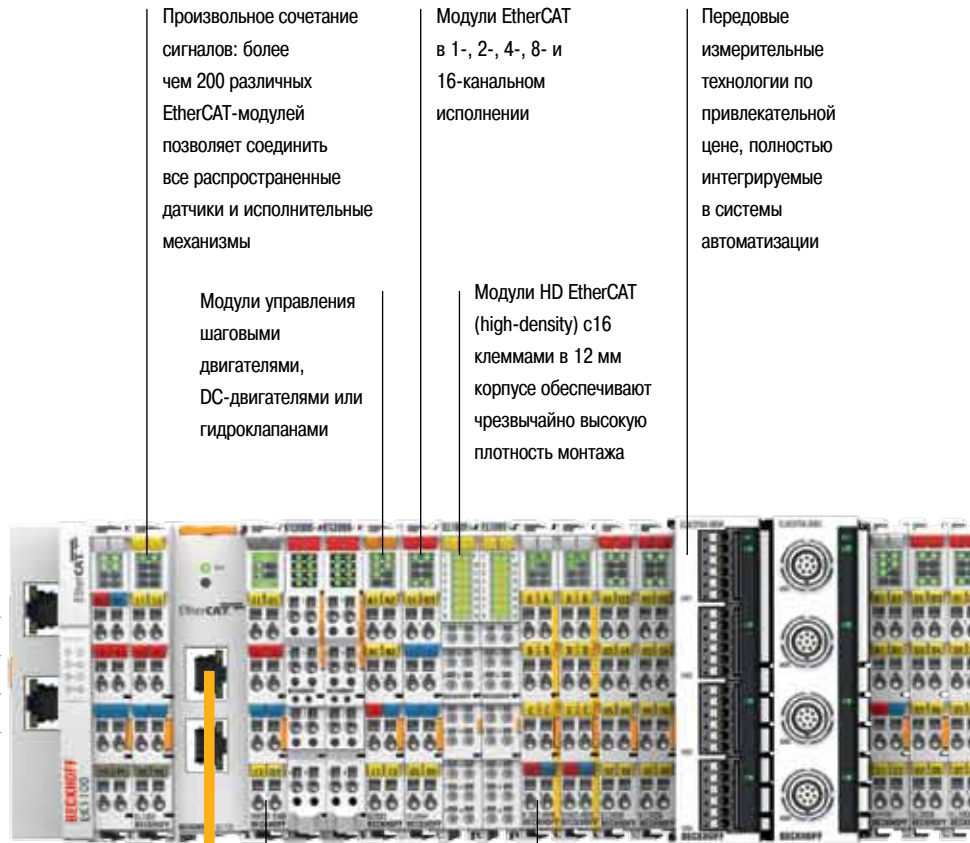 Произвольное сочетание
сигналов: более
чем 200 различных
EtherCAT-модулей
позволяет соединить
все распространенные
датчики и исполнительные
механизмы
Модули EtherCAT
в 1-, 2-, 4-, 8- и
16-канальном
исполнении
Передовые
измерительные
технологии по
привлекательной
цене, полностью
интегрируемые
в системы
автоматизации
Модули управления
шаговыми
двигателями,
DC-двигателями или
гидроклапанами
Модули HD EtherCAT
(high-density) с16
клеммами в 12 мм
корпусе обеспечивают
чрезвычайно высокую
плотность монтажа
EtherCAT
EtherCAT
BECKHOFF
EK1100
BECKHOFF
BECKHOFF